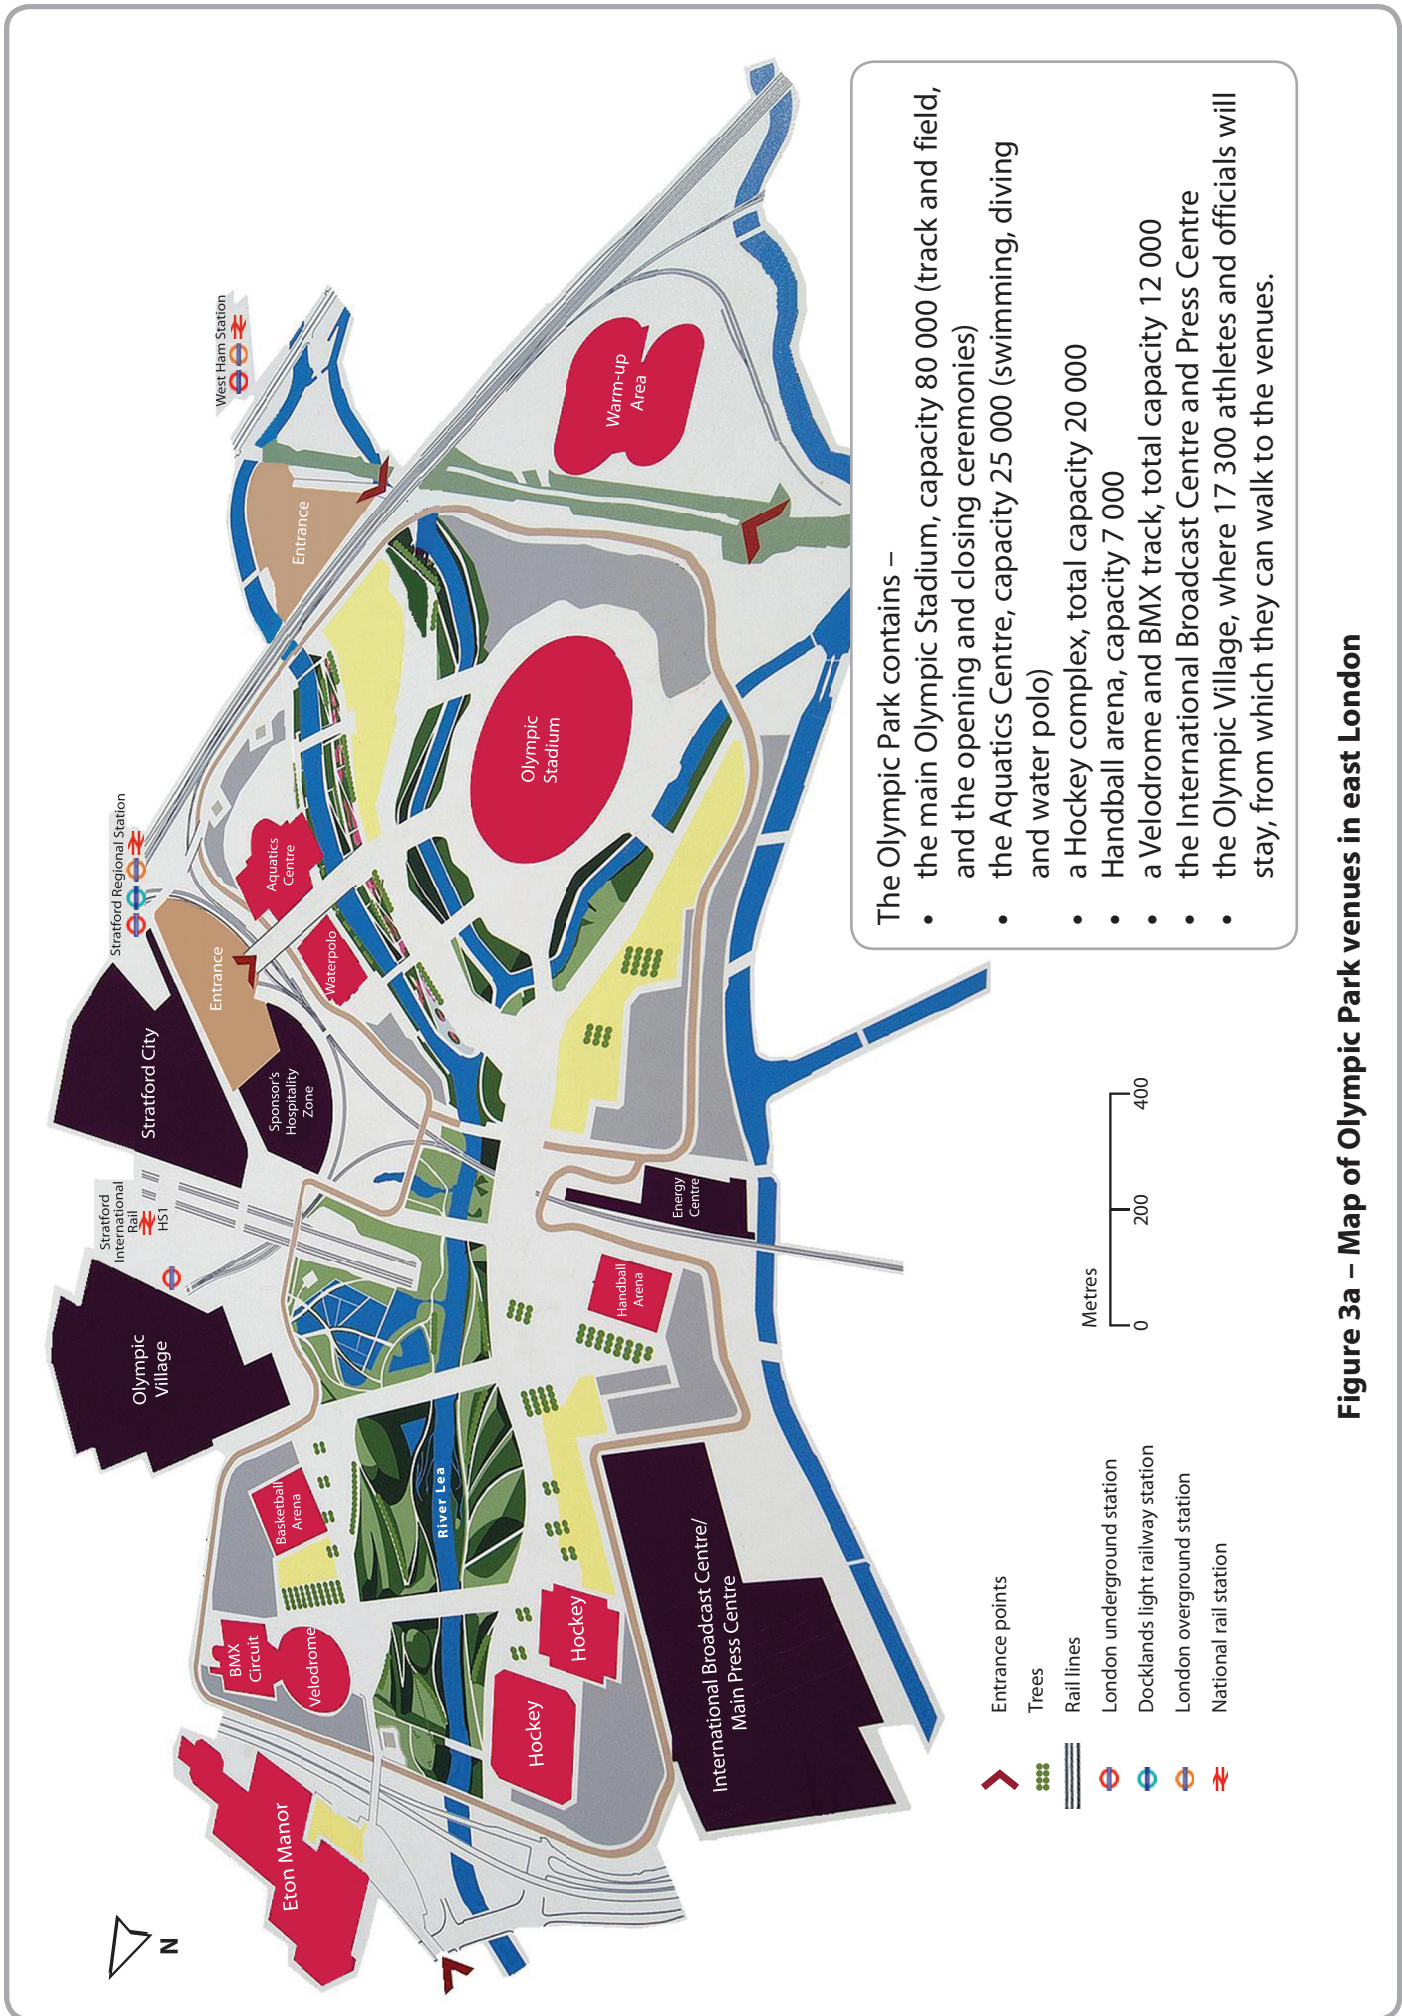 West Ham Station
Stratford Regional Station
Stratford
International
Rail
HS1
Stratford City
Olympic
Village
Entrance
Entrance
Sponsor's
Hospitality
Zone
Aquatics
Centre
Waterpolo
Olympic
Stadium
Warm-up
Area
Basketball
Arena
BMX
Circuit
Velodrome
Eton Manor
River Lea
Hockey
Hockey
Handball
Arena
Energy
Centre
International Broadcast Centre/
Main Press Centre
N
The Olympic Park contains –
• the main Olympic Stadium, capacity 80 000 (track and field,
and the opening and closing ceremonies)
• the Aquatics Centre, capacity 25 000 (swimming, diving
and water polo)
• a Hockey complex, total capacity 20 000
• Handball arena, capacity 7 000
• a Velodrome and BMX track, total capacity 12 000
• the International Broadcast Centre and Press Centre
• the Olympic Village, where 17 300 athletes and officials will
stay, from which they can walk to the venues.
Entrance points
Trees
Rail lines
London underground station
Docklands light railway station
London overground station
National rail station
Metres
0 200 400
Figure 3a – Map of Olympic Park venues in east London